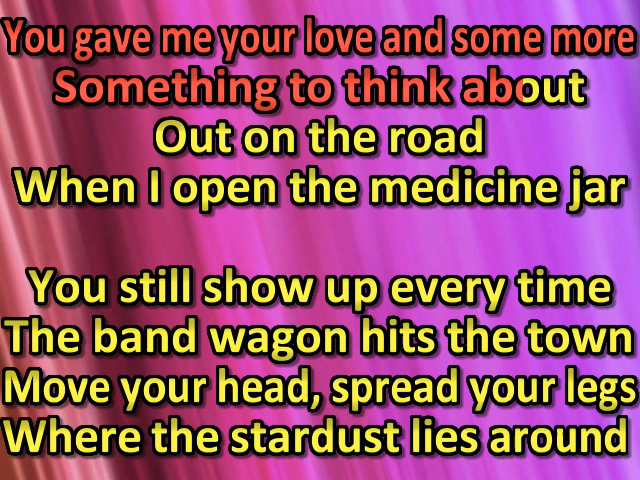 You gave me your love and some more
Something to think about
Out on the road
When I open the medicine jar
You still show up every time
The band wagon hits the town
Move your head, spread your legs
Where the stardust lies around